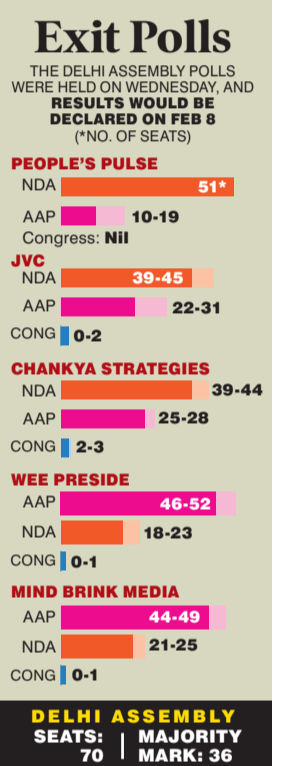 Exit Polls
THE DELHI ASSEMBLY POLLS
WERE HELD ON WEDNESDAY, AND
RESULTS WOULD BE
DECLARED ON FEB 8
(*NO. OF SEATS)
PEOPLE'S PULSE
NDA 51*
AAP 10-19
Congress: Nil
JVC
NDA 39-45
AAP 22-31
CONG 0-2
CHANKYA STRATEGIES
NDA 39-44
AAP 25-28
CONG 2-3
WEE PRESIDE
AAP 46-52
NDA 18-23
CONG 0-1
MIND BRINK MEDIA
AAP 44-49
NDA 21-25
CONG 0-1
DELHI ASSEMBLY
SEATS: 70
MAJORITY MARK: 36